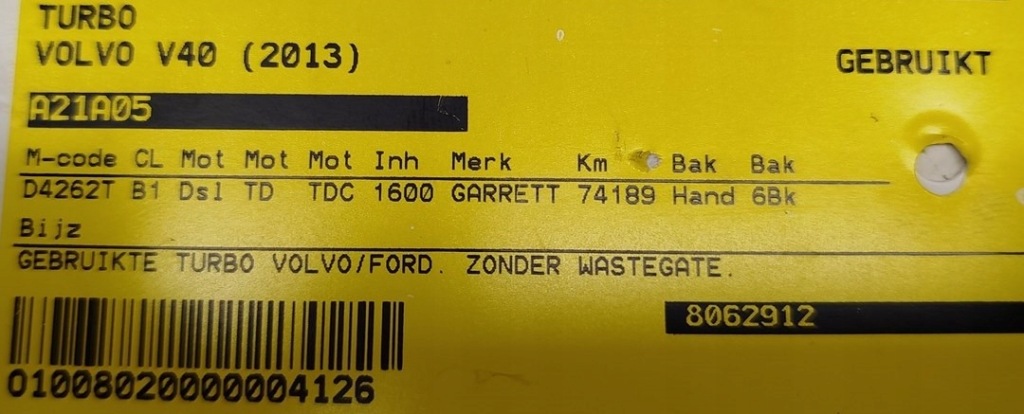 TURBO
VOLVO V40 (2013)
GEBRUIKT
A21A05
M-code CL Mot Mot Mot Inh Merk Km Bak Bak
D4262T B1 Dsl TD TDC 1600 GARRETT 74189 Hand 6Bk
Bijz
GEBRUIKTE TURBO VOLVO/FORD. ZONDER WASTEGATE.
8062912
01008020000004126